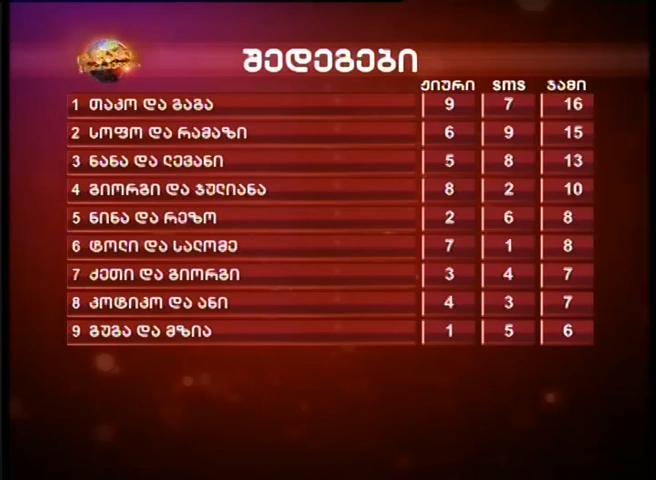 შედეგები
ჟიური SMS ჯამი
1 თაკო და გაგა 9 7 16
2 სოფო და რამაზი 6 9 15
3 ნანა და ლევანი 5 8 13
4 გიორგი და ჯულიანა 8 2 10
5 ნინა და რეზო 2 6 8
6 ტოლი და სალომე 7 1 8
7 ქეთი და გიორგი 3 4 7
8 კოტიკო და ანი 4 3 7
9 გუგა და მზია 1 5 6